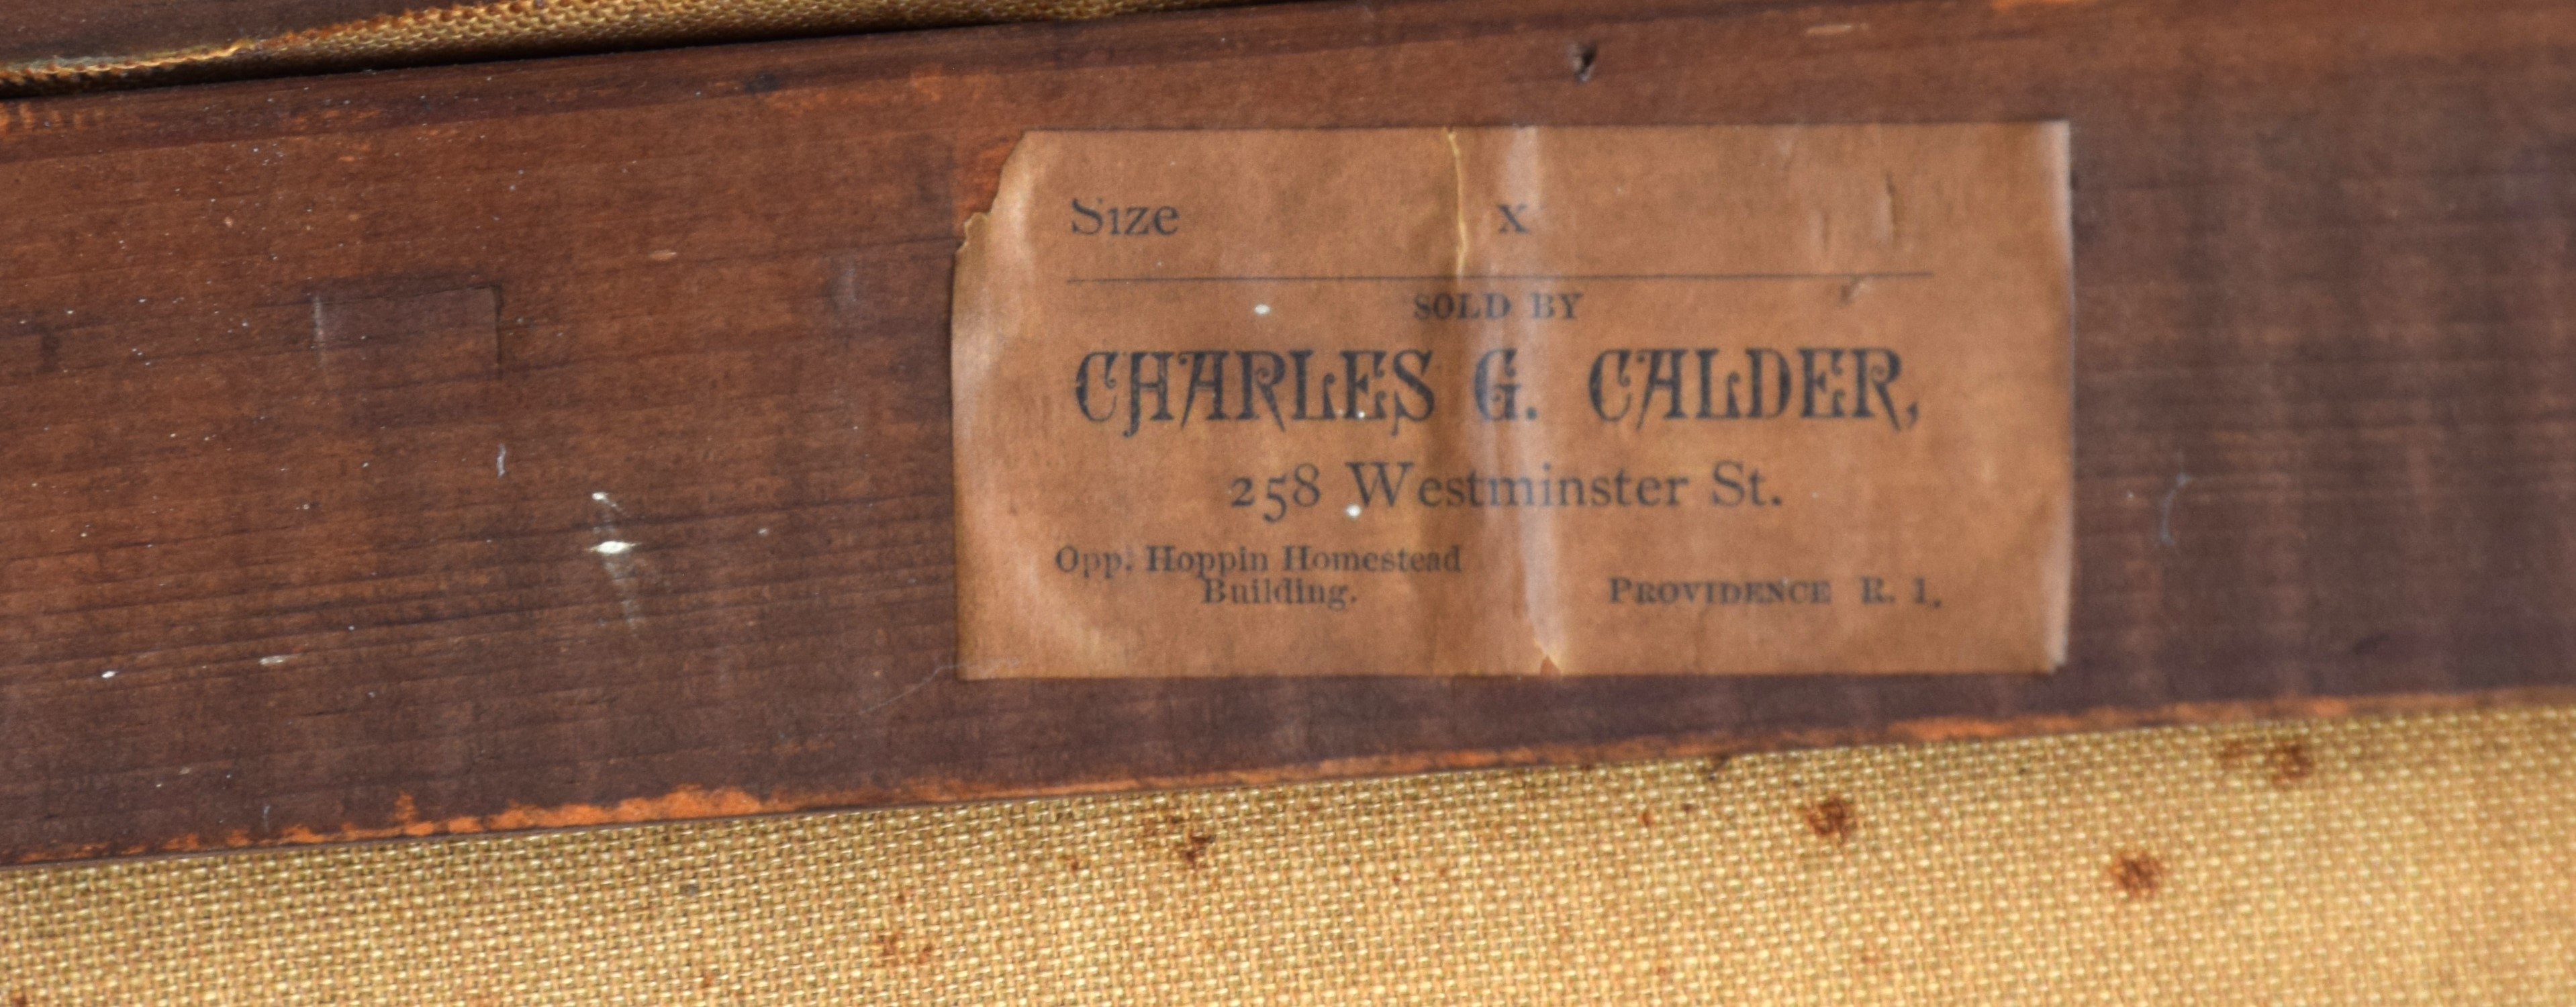 Size x
SOLD BY
CHARLES G. CALDER,
258 Westminster St.
Opp. Hoppin Homestead
Building.
PROVIDENCE R. I.